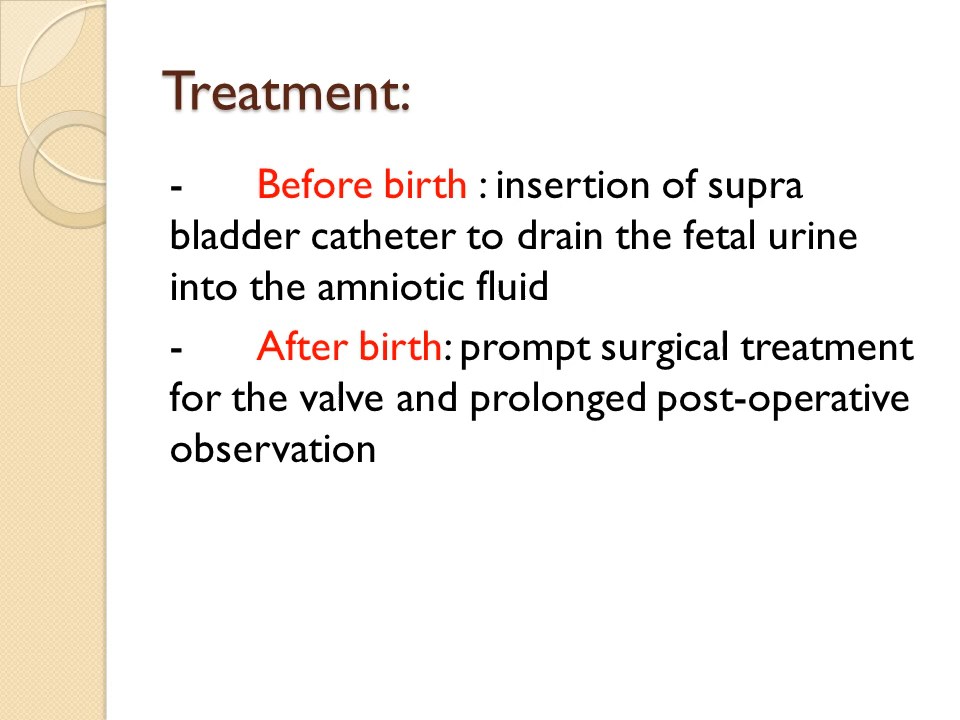 Treatment:
- Before birth : insertion of supra
bladder catheter to drain the fetal urine
into the amniotic fluid
- After birth: prompt surgical treatment
for the valve and prolonged post-operative
observation